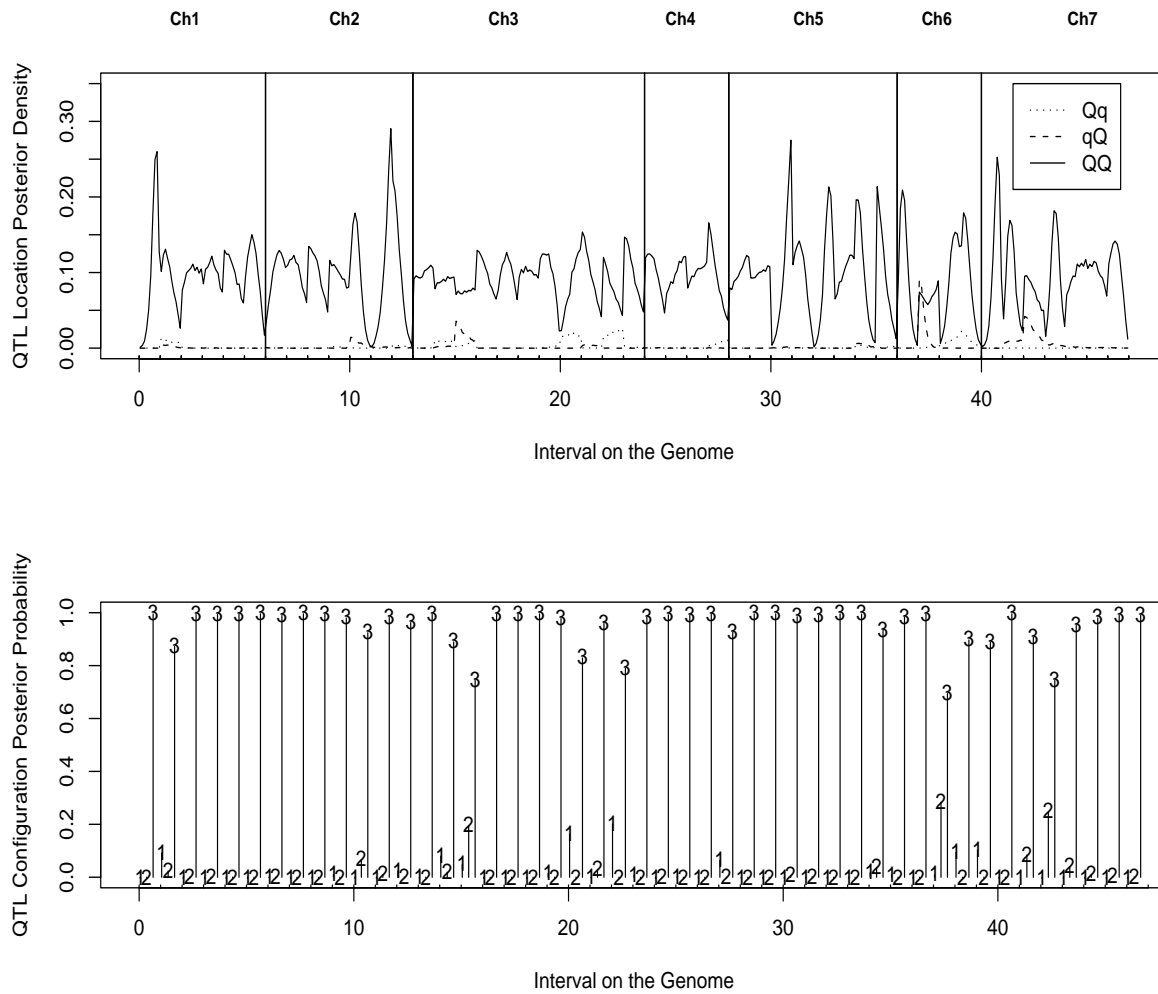 Ch1 Ch2 Ch3 Ch4 Ch5 Ch6 Ch7
QTL Location Posterior Density
0.30
0.20
0.10
0.00
Qq
qQ
QQ
0 10 20 30 40
Interval on the Genome
QTL Configuration Posterior Probability
1.0
0.8
0.6
0.4
0.2
0.0
0 10 20 30 40
Interval on the Genome